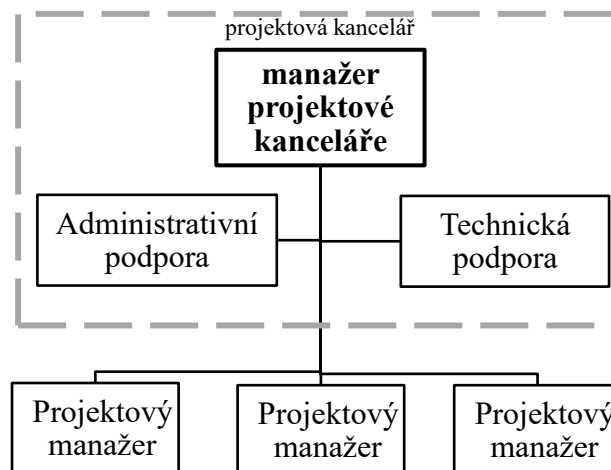 projektová kancelář
manažer
projektové
kanceláře
Administrativní
podpora
Technická
podpora
Projektový
manažer
Projektový
manažer
Projektový
manažer